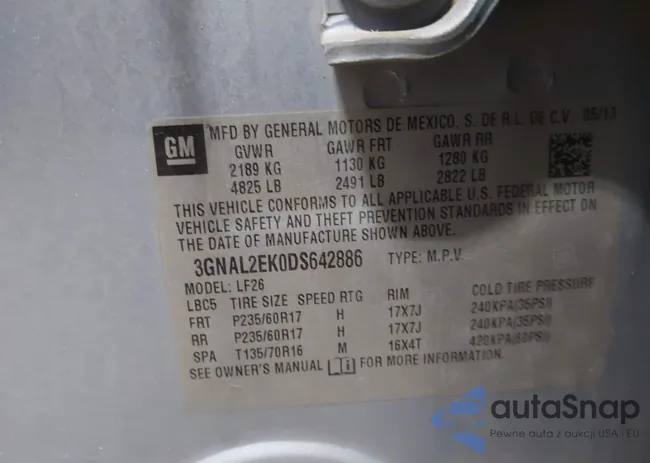 GM
MFD BY GENERAL MOTORS DE MEXICO, S. DE R.L. DE C.V. 05/13
GVWR GAWR FRT GAWR RR
2189 KG 1130 KG 1280 KG
4825 LB 2491 LB 2822 LB
THIS VEHICLE CONFORMS TO ALL APPLICABLE U.S. FEDERAL MOTOR
VEHICLE SAFETY AND THEFT PREVENTION STANDARDS IN EFFECT ON
THE DATE OF MANUFACTURE SHOWN ABOVE.
3GNAL2EK0DS642886 TYPE: M.P.V.
MODEL: LF26
LBC5 TIRE SIZE SPEED RTG RIM COLD TIRE PRESSURE
FRT P235/60R17 H 17X7J 240KPA(35PSI)
RR P235/60R17 H 17X7J 240KPA(35PSI)
SPA T135/70R16 M 16X4T 420KPA(60PSI)
SEE OWNER'S MANUAL FOR MORE INFORMATION.
autaSnap
Pewne auta z aukcji USA - EU